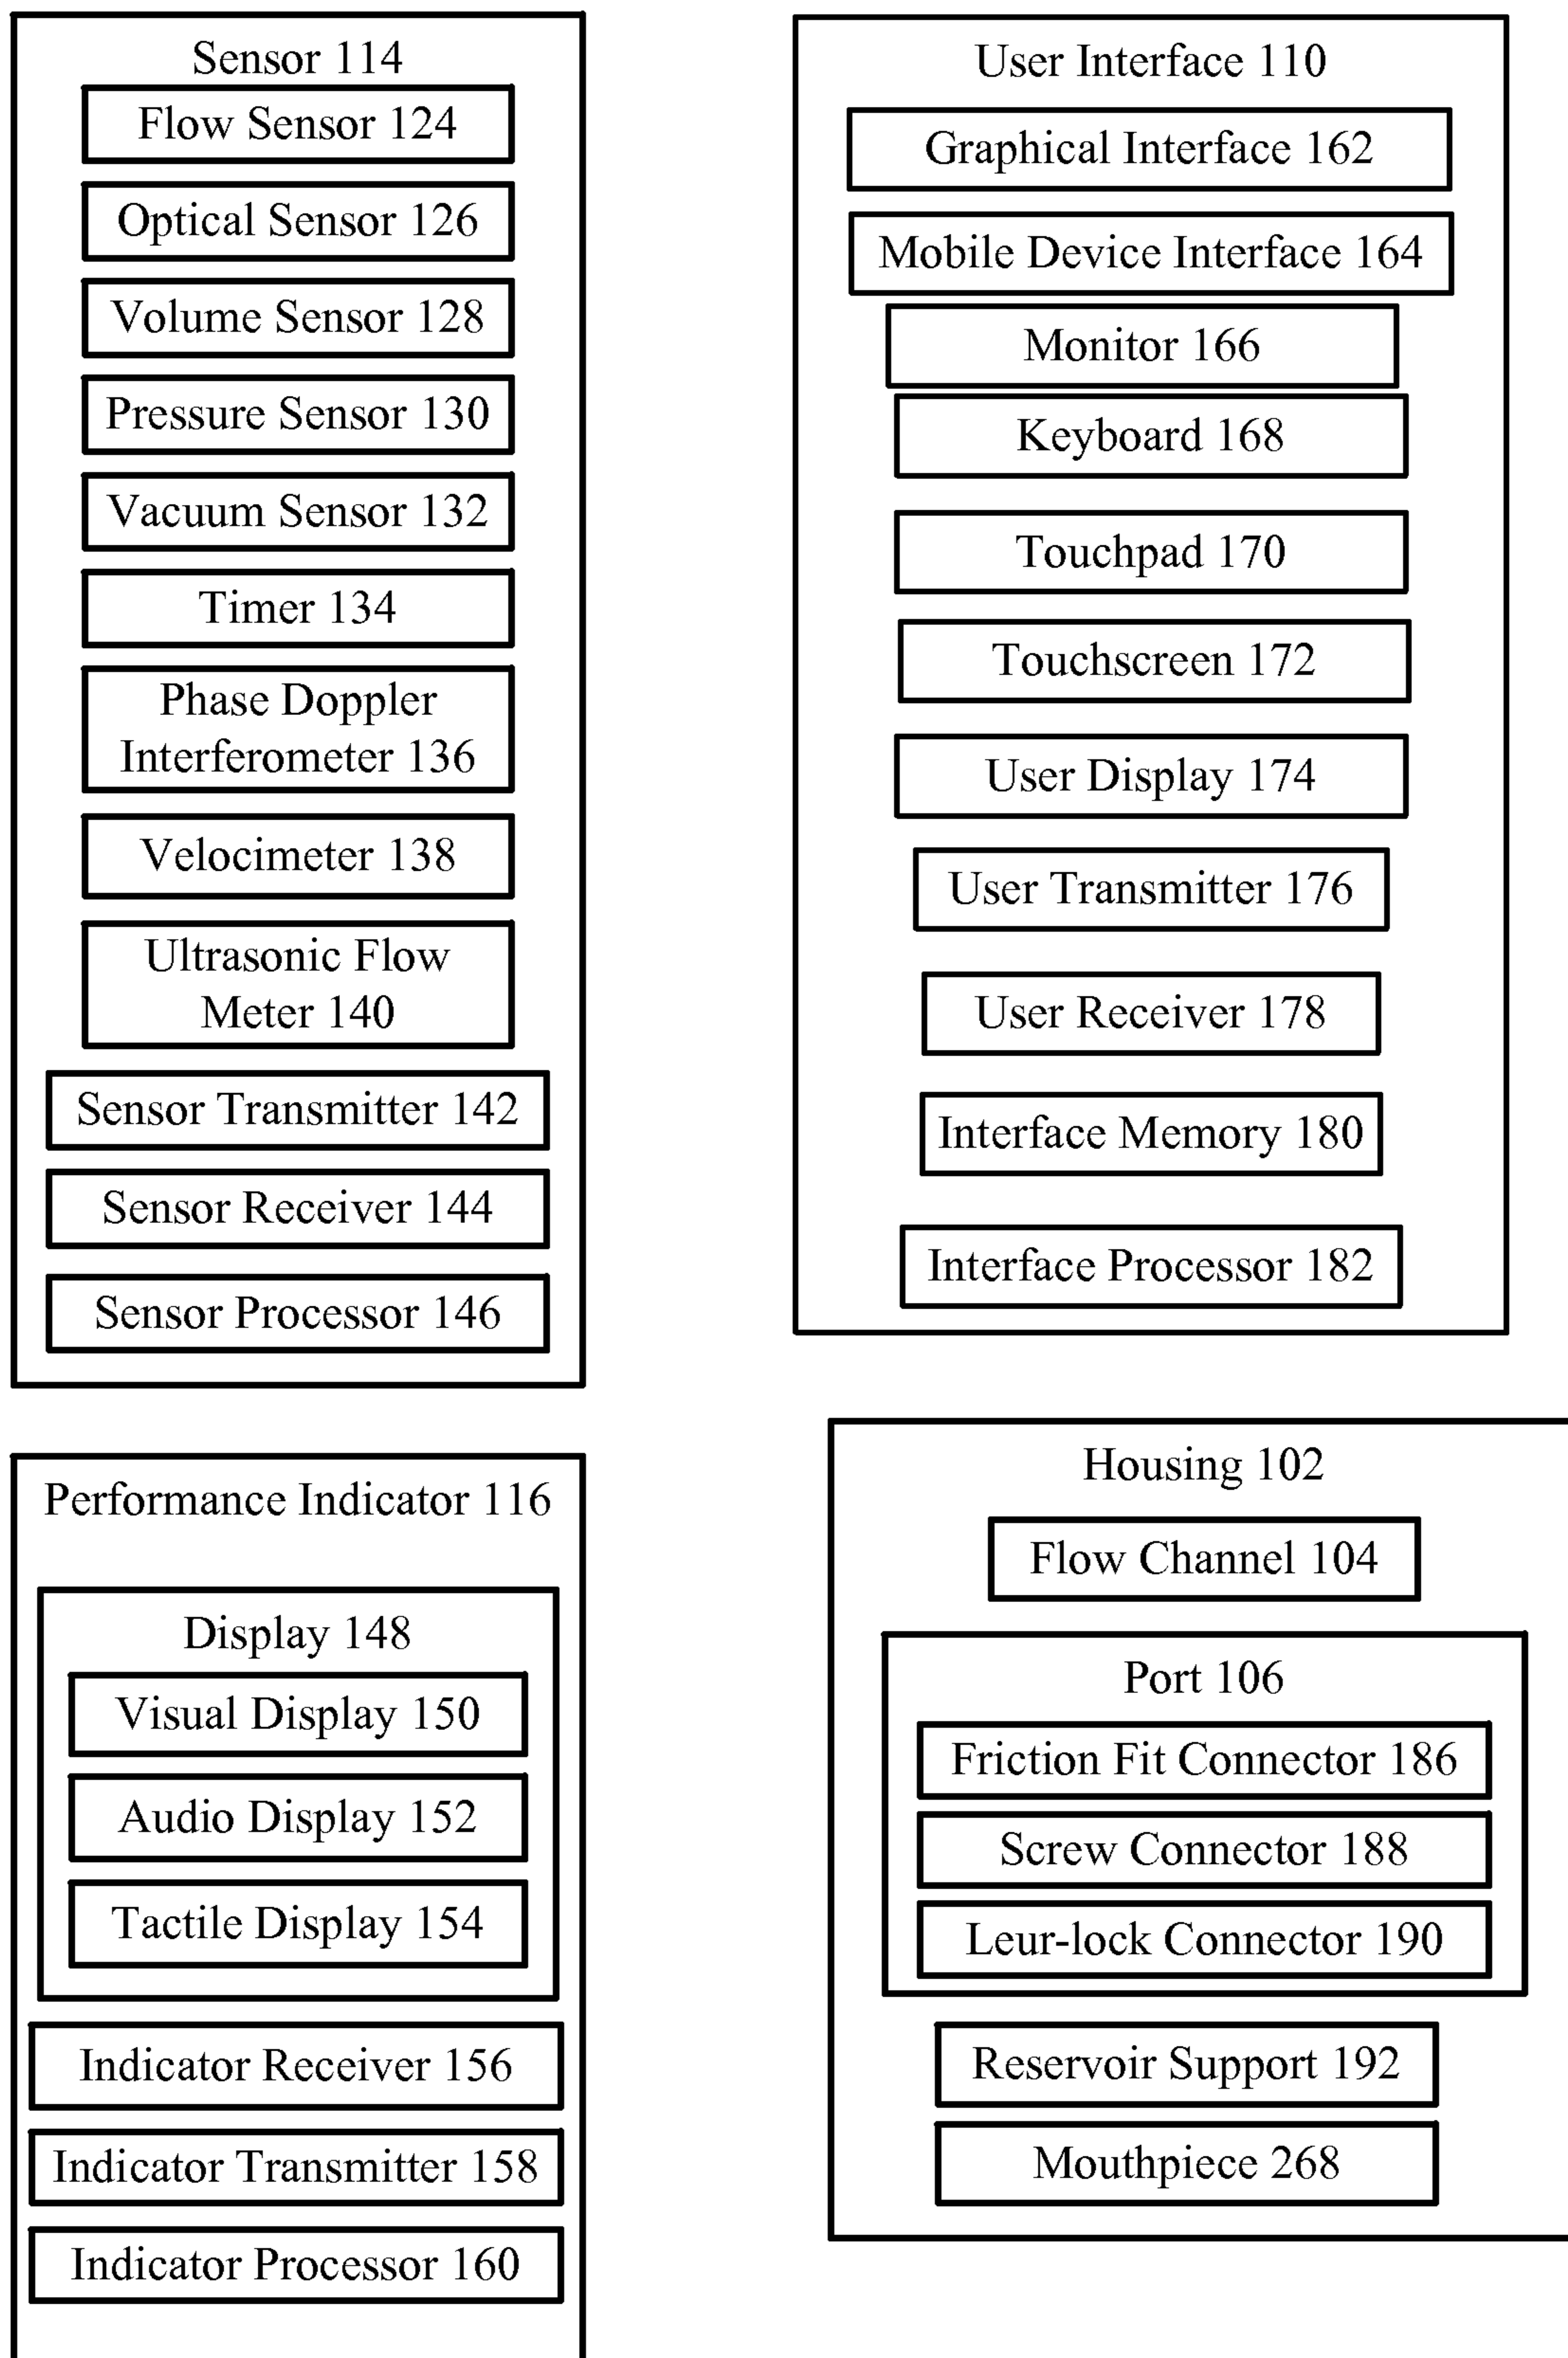 Sensor 114
Flow Sensor 124
Optical Sensor 126
Volume Sensor 128
Pressure Sensor 130
Vacuum Sensor 132
Timer 134
Phase Doppler
Interferometer 136
Velocimeter 138
Ultrasonic Flow
Meter 140
Sensor Transmitter 142
Sensor Receiver 144
Sensor Processor 146
User Interface 110
Graphical Interface 162
Mobile Device Interface 164
Monitor 166
Keyboard 168
Touchpad 170
Touchscreen 172
User Display 174
User Transmitter 176
User Receiver 178
Interface Memory 180
Interface Processor 182
Performance Indicator 116
Display 148
Visual Display 150
Audio Display 152
Tactile Display 154
Indicator Receiver 156
Indicator Transmitter 158
Indicator Processor 160
Housing 102
Flow Channel 104
Port 106
Friction Fit Connector 186
Screw Connector 188
Leur-lock Connector 190
Reservoir Support 192
Mouthpiece 268